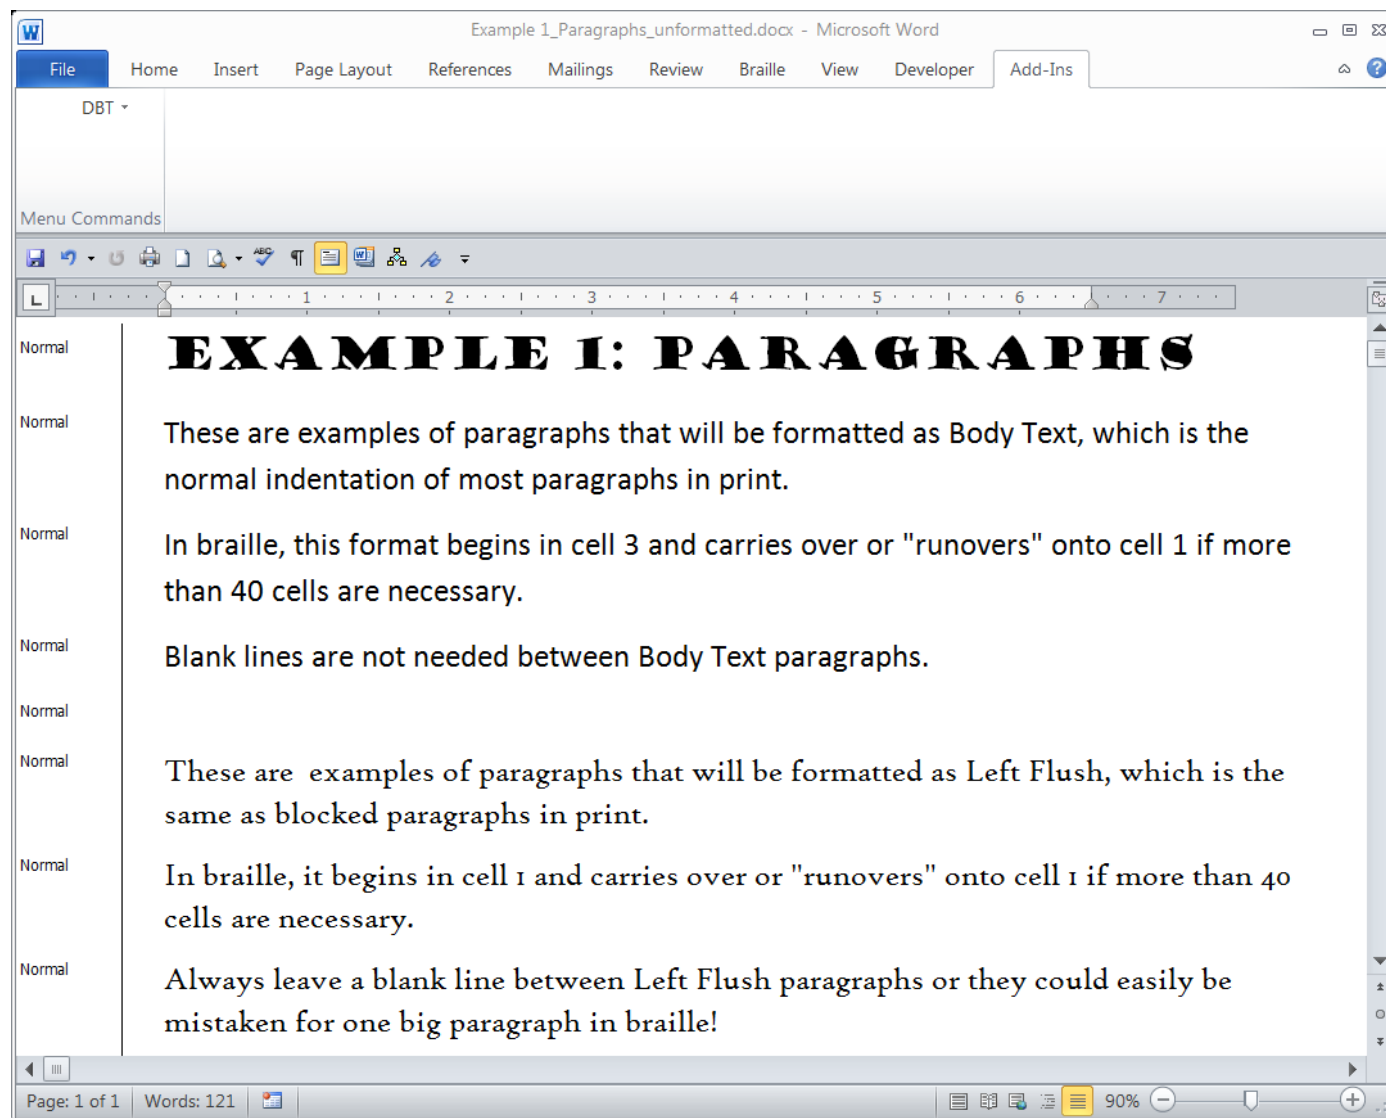 Example 1_Paragraphs_unformatted.docx - Microsoft Word
File Home Insert Page Layout References Mailings Review Braille View Developer Add-Ins
DBT
Menu Commands
L 1 2 3 4 5 6 7
Normal EXAMPLE 1: PARAGRAPHS
Normal These are examples of paragraphs that will be formatted as Body Text, which is the
normal indentation of most paragraphs in print.
Normal In braille, this format begins in cell 3 and carries over or "runovers" onto cell 1 if more
than 40 cells are necessary.
Normal Blank lines are not needed between Body Text paragraphs.
Normal
Normal These are  examples of paragraphs that will be formatted as Left Flush, which is the
same as blocked paragraphs in print.
Normal In braille, it begins in cell 1 and carries over or "runovers" onto cell 1 if more than 40
cells are necessary.
Normal Always leave a blank line between Left Flush paragraphs or they could easily be
mistaken for one big paragraph in braille!
Page: 1 of 1 Words: 121 90%